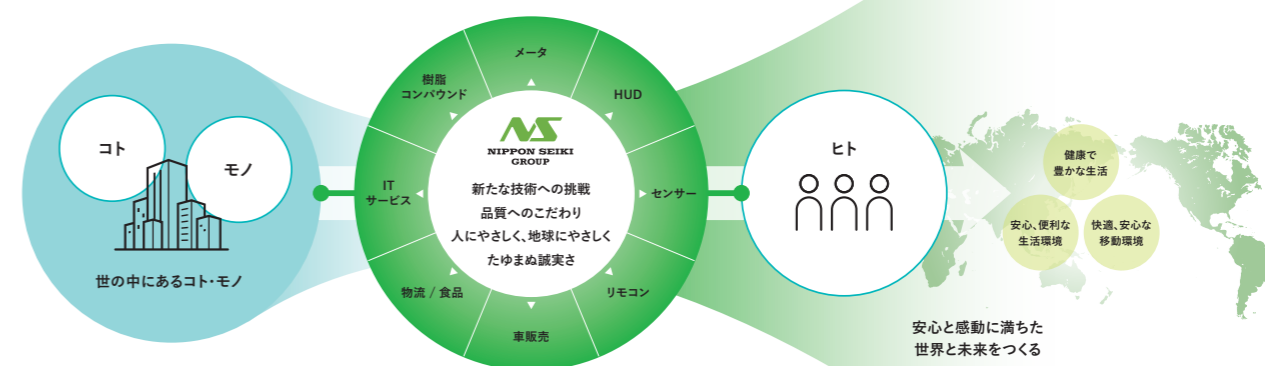 コト
モノ
世の中にあるコト・モノ
メータ
HUD
センサー
リモコン
車販売
物流 / 食品
IT
サービス
樹脂
コンパウンド
NS
NIPPON SEIKI
GROUP
新たな技術への挑戦
品質へのこだわり
人にやさしく、地球にやさしく
たゆまぬ誠実さ
ヒト
健康で
豊かな生活
安心、便利な
生活環境
快適、安心な
移動環境
安心と感動に満ちた
世界と未来をつくる